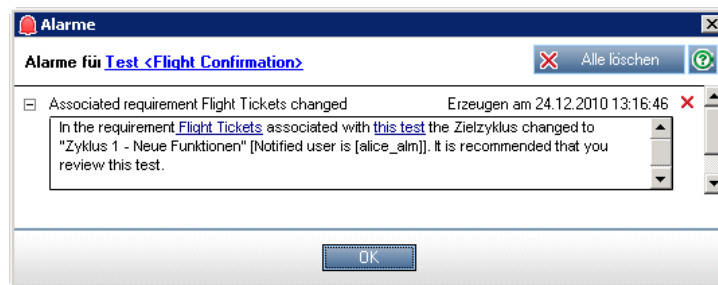 Alarme
Alarme für Test <Flight Confirmation>
Alle löschen
Associated requirement Flight Tickets changed
Erzeugen am 24.12.2010 13:16:46
In the requirement Flight Tickets associated with this test the Zielzyklus changed to
"Zyklus 1 - Neue Funktionen" [Notified user is [alice_alm]]. It is recommended that you
review this test.
OK